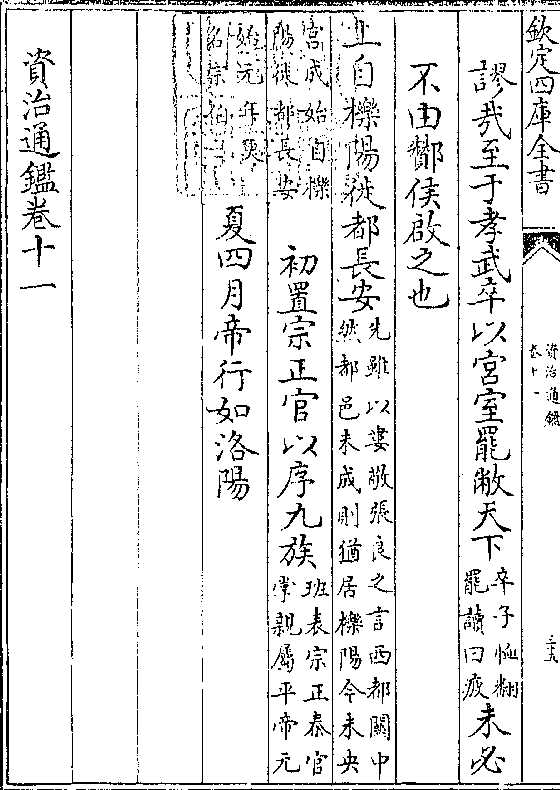 欽定四庫全書
資治通鑑
卷十一
謬哉至于孝武卒以宮室罷敝天下卒子恤翻罷讀曰疲未必
不由酇侯啟之也
上自櫟陽徙都長安先雖以婁敬張良之言西都關中然都邑未成則猶居櫟陽今未央
宮成始自櫟陽徙都長安初置宗正官以序九族班表宗正秦官掌親屬平帝元
始元年更名宗伯夏四月帝行如洛陽
資治通鑑卷十一